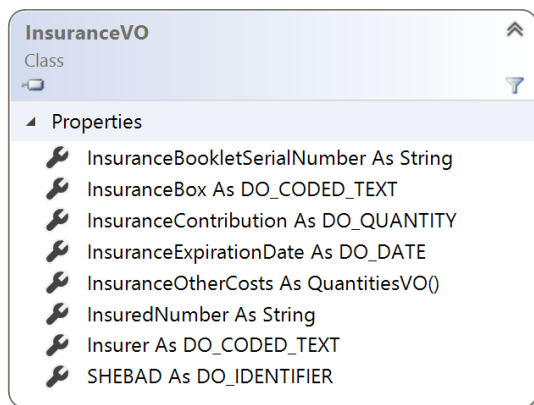 InsuranceVO
Class
Properties
InsuranceBookletSerialNumber As String
InsuranceBox As DO_CODED_TEXT
InsuranceContribution As DO_QUANTITY
InsuranceExpirationDate As DO_DATE
InsuranceOtherCosts As QuantitiesVO()
InsuredNumber As String
Insurer As DO_CODED_TEXT
SHEBAD As DO_IDENTIFIER